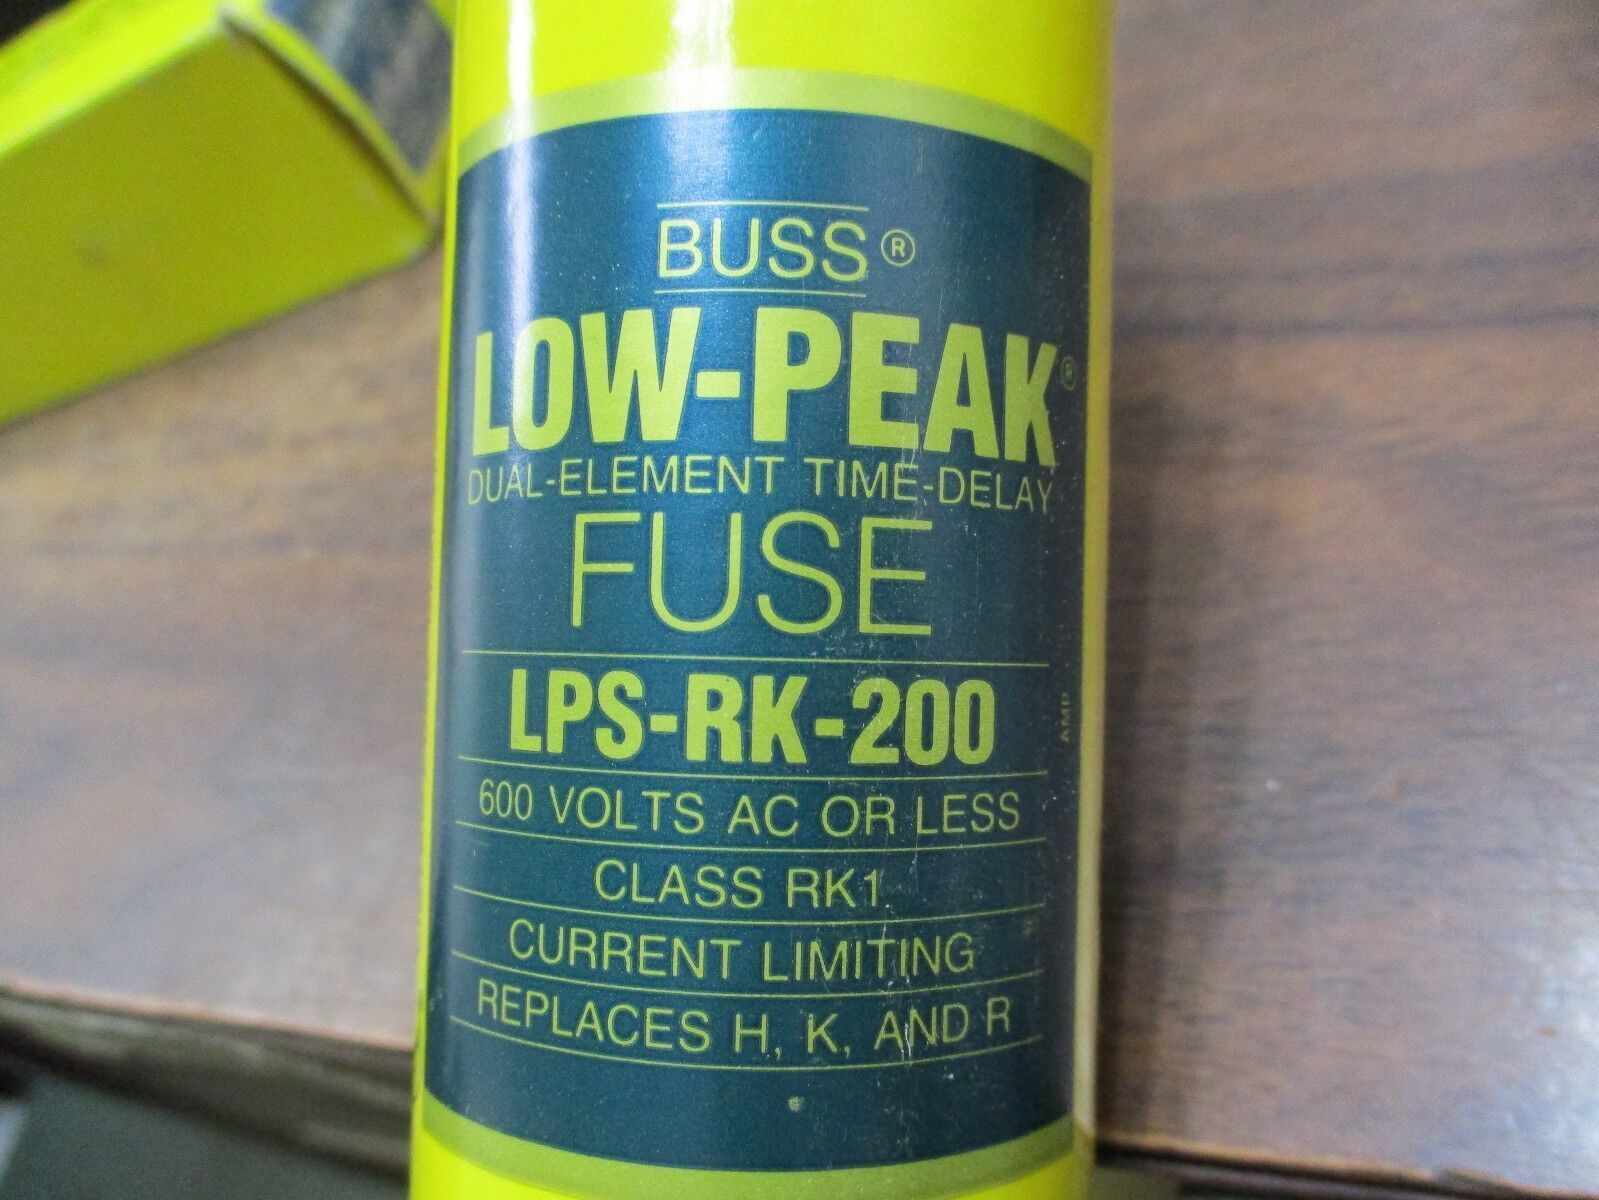 BUSS®
LOW-PEAK®
DUAL-ELEMENT TIME-DELAY
FUSE
LPS-RK-200
600 VOLTS AC OR LESS
CLASS RK1
CURRENT LIMITING
REPLACES H, K, AND R
AMP